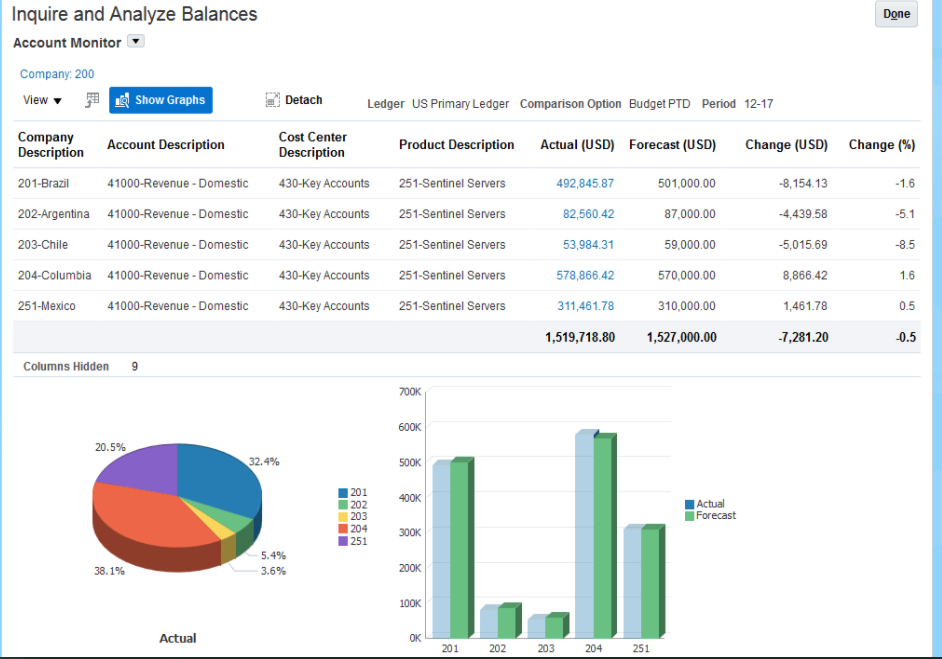 Inquire and Analyze Balances
Done
Account Monitor
Company: 200
View
Show Graphs
Detach
Ledger US Primary Ledger Comparison Option Budget PTD Period 12-17
Company Description Account Description Cost Center Description Product Description Actual (USD) Forecast (USD) Change (USD) Change (%)
201-Brazil 41000-Revenue - Domestic 430-Key Accounts 251-Sentinel Servers 492,845.87 501,000.00 -8,154.13 -1.6
202-Argentina 41000-Revenue - Domestic 430-Key Accounts 251-Sentinel Servers 82,560.42 87,000.00 -4,439.58 -5.1
203-Chile 41000-Revenue - Domestic 430-Key Accounts 251-Sentinel Servers 53,984.31 59,000.00 -5,015.69 -8.5
204-Columbia 41000-Revenue - Domestic 430-Key Accounts 251-Sentinel Servers 578,866.42 570,000.00 8,866.42 1.6
251-Mexico 41000-Revenue - Domestic 430-Key Accounts 251-Sentinel Servers 311,461.78 310,000.00 1,461.78 0.5
1,519,718.80 1,527,000.00 -7,281.20 -0.5
Columns Hidden 9
20.5%
32.4%
5.4%
3.6%
38.1%
201
202
203
204
251
Actual
700K
600K
500K
400K
300K
200K
100K
0K
201 202 203 204 251
Actual
Forecast